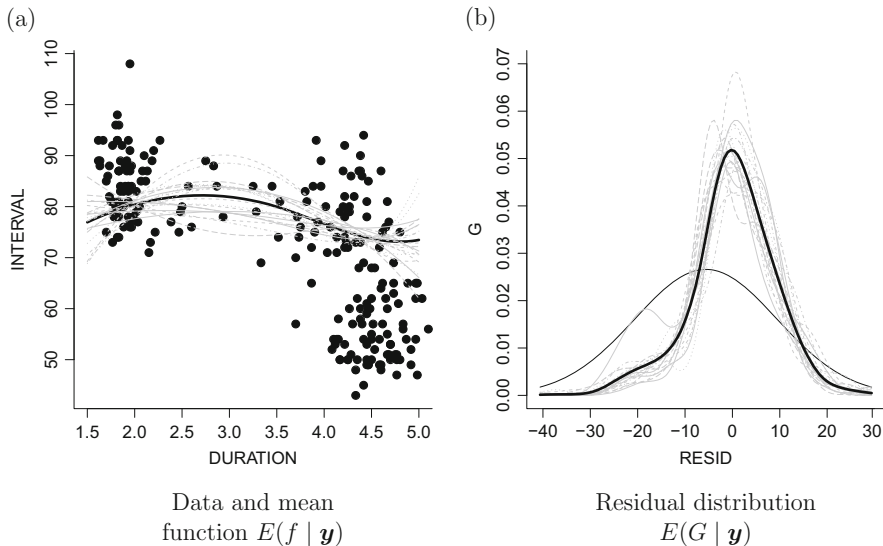 (a)
(b)
INTERVAL
110
100
90
80
70
60
50
1.5 2.0 2.5 3.0 3.5 4.0 4.5 5.0
DURATION
G
0.07
0.06
0.05
0.04
0.03
0.02
0.01
0.00
−40 −30 −20 −10 0 10 20 30
RESID
Data and mean
function E(f | y)
Residual distribution
E(G | y)